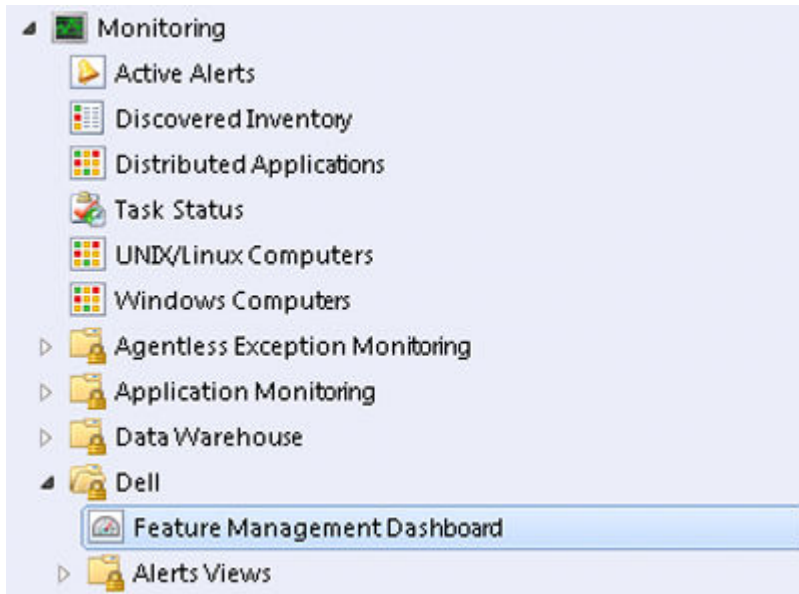 Monitoring
Active Alerts
Discovered Inventory
Distributed Applications
Task Status
UNIX/Linux Computers
Windows Computers
Agentless Exception Monitoring
Application Monitoring
Data Warehouse
Dell
Feature Management Dashboard
Alerts Views